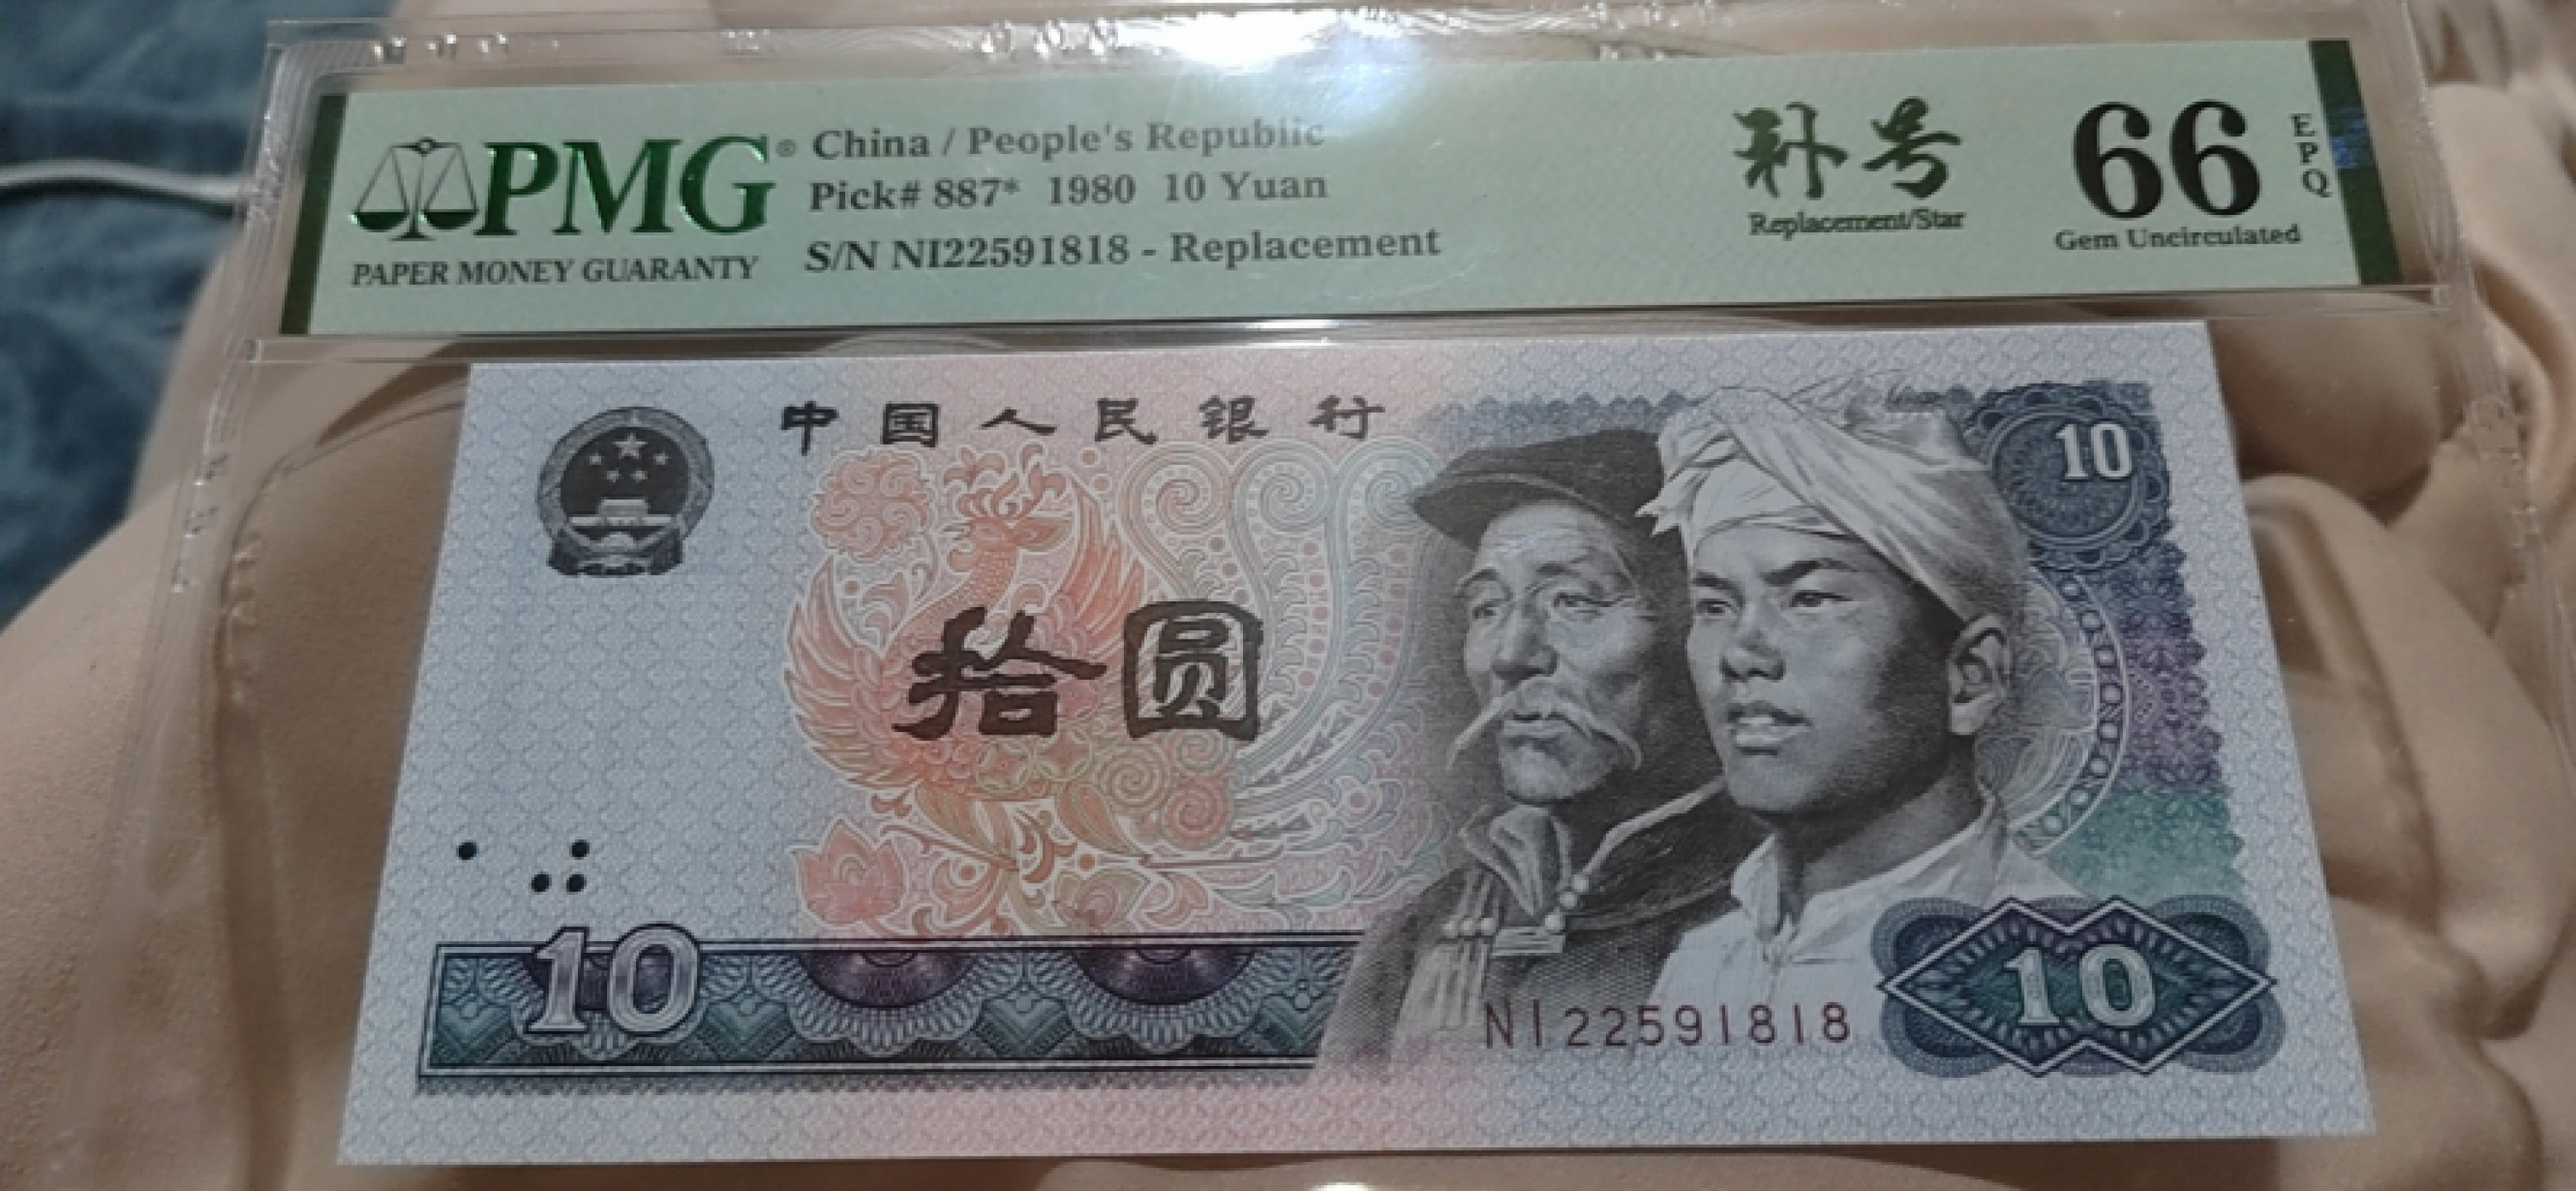 PMG®
PAPER MONEY GUARANTY
China / People's Republic
Pick# 887* 1980 10 Yuan
S/N NI22591818 - Replacement
补号
Replacement/Star
66
EPQ
Gem Uncirculated
中国人民银行
10
拾圆
10
NI22591818
10